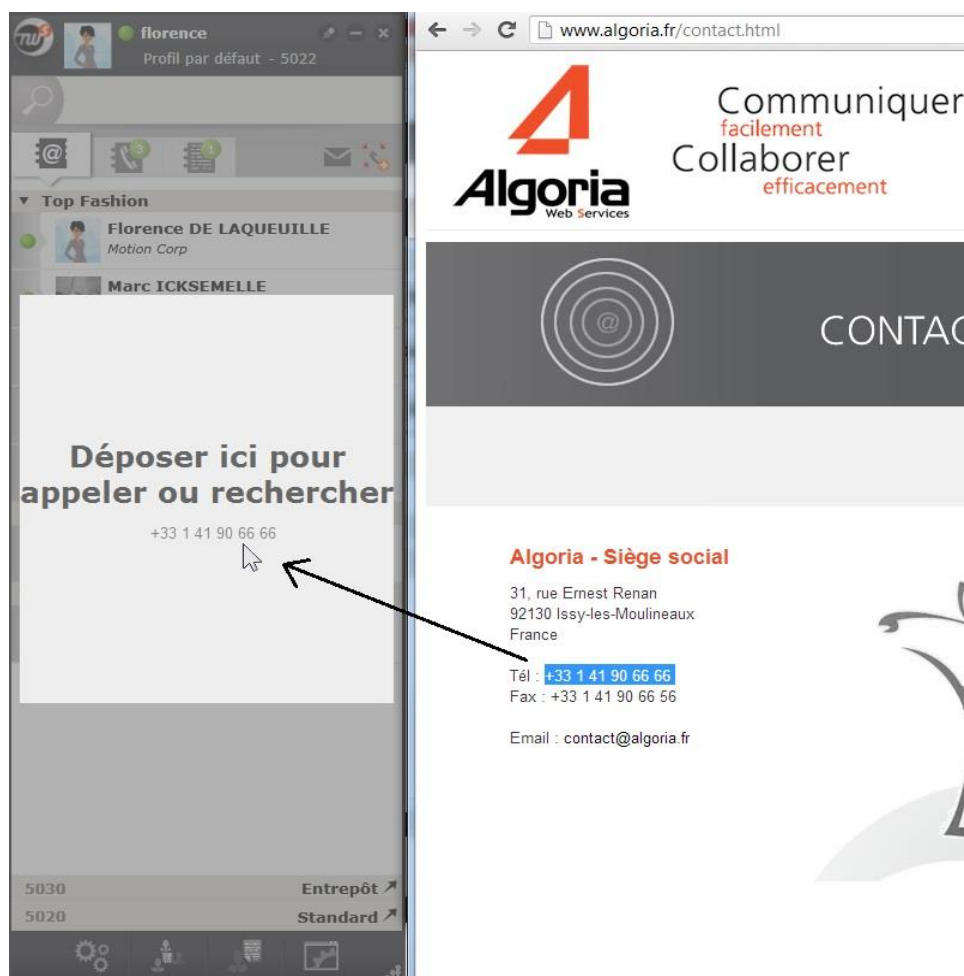 florence
Profil par défaut - 5022
@
3
1
Top Fashion
Florence DE LAQUEUILLE
Motion Corp
Marc ICKSEMELLE
Déposer ici pour
appeler ou rechercher
+33 1 41 90 66 66
5030 Entrepôt
5020 Standard
www.algoria.fr/contact.html
Communiquer
facilement
Collaborer
efficacement
Algoria
Web Services
@
CONTAC
Algoria - Siège social
31, rue Ernest Renan
92130 Issy-les-Moulineaux
France
Tél : +33 1 41 90 66 66
Fax : +33 1 41 90 66 56
Email : contact@algoria.fr